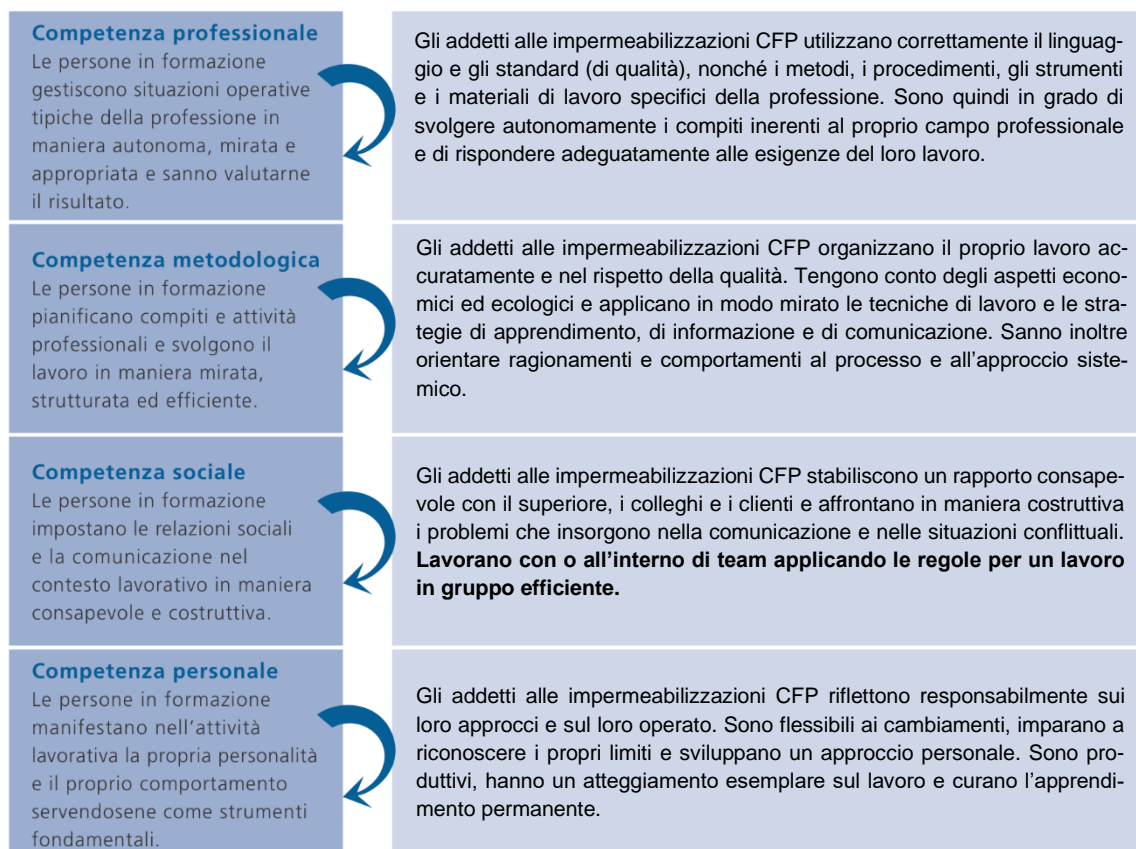 Competenza professionale
Le persone in formazione
gestiscono situazioni operative
tipiche della professione in
maniera autonoma, mirata e
appropriata e sanno valutarne
il risultato.
Gli addetti alle impermeabilizzazioni CFP utilizzano correttamente il linguag-
gio e gli standard (di qualità), nonché i metodi, i procedimenti, gli strumenti
e i materiali di lavoro specifici della professione. Sono quindi in grado di
svolgere autonomamente i compiti inerenti al proprio campo professionale
e di rispondere adeguatamente alle esigenze del loro lavoro.
Competenza metodologica
Le persone in formazione
pianificano compiti e attività
professionali e svolgono il
lavoro in maniera mirata,
strutturata ed efficiente.
Gli addetti alle impermeabilizzazioni CFP organizzano il proprio lavoro ac-
curatamente e nel rispetto della qualità. Tengono conto degli aspetti econo-
mici ed ecologici e applicano in modo mirato le tecniche di lavoro e le stra-
tegie di apprendimento, di informazione e di comunicazione. Sanno inoltre
orientare ragionamenti e comportamenti al processo e all'approccio siste-
mico.
Competenza sociale
Le persone in formazione
impostano le relazioni sociali
e la comunicazione nel
contesto lavorativo in maniera
consapevole e costruttiva.
Gli addetti alle impermeabilizzazioni CFP stabiliscono un rapporto consape-
vole con il superiore, i colleghi e i clienti e affrontano in maniera costruttiva
i problemi che insorgono nella comunicazione e nelle situazioni conflittuali.
Lavorano con o all'interno di team applicando le regole per un lavoro
in gruppo efficiente.
Competenza personale
Le persone in formazione
manifestano nell'attività
lavorativa la propria personalità
e il proprio comportamento
servendosene come strumenti
fondamentali.
Gli addetti alle impermeabilizzazioni CFP riflettono responsabilmente sui
loro approcci e sul loro operato. Sono flessibili ai cambiamenti, imparano a
riconoscere i propri limiti e sviluppano un approccio personale. Sono pro-
duttivi, hanno un atteggiamento esemplare sul lavoro e curano l'apprendi-
mento permanente.